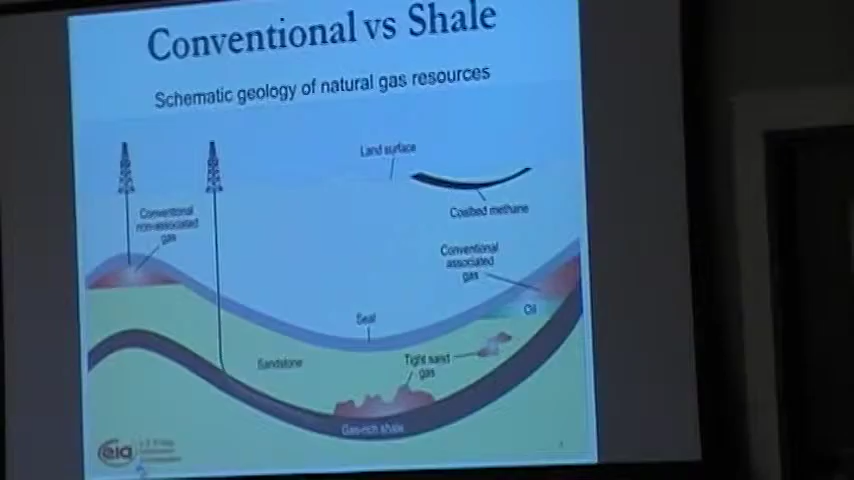 Conventional vs Shale
Schematic geology of natural gas resources
Land surface
Coalbed methane
Conventional
non-associated
gas
Conventional
associated
gas
Oil
Seal
Sandstone
Tight sand
gas
Gas-rich shale
eia